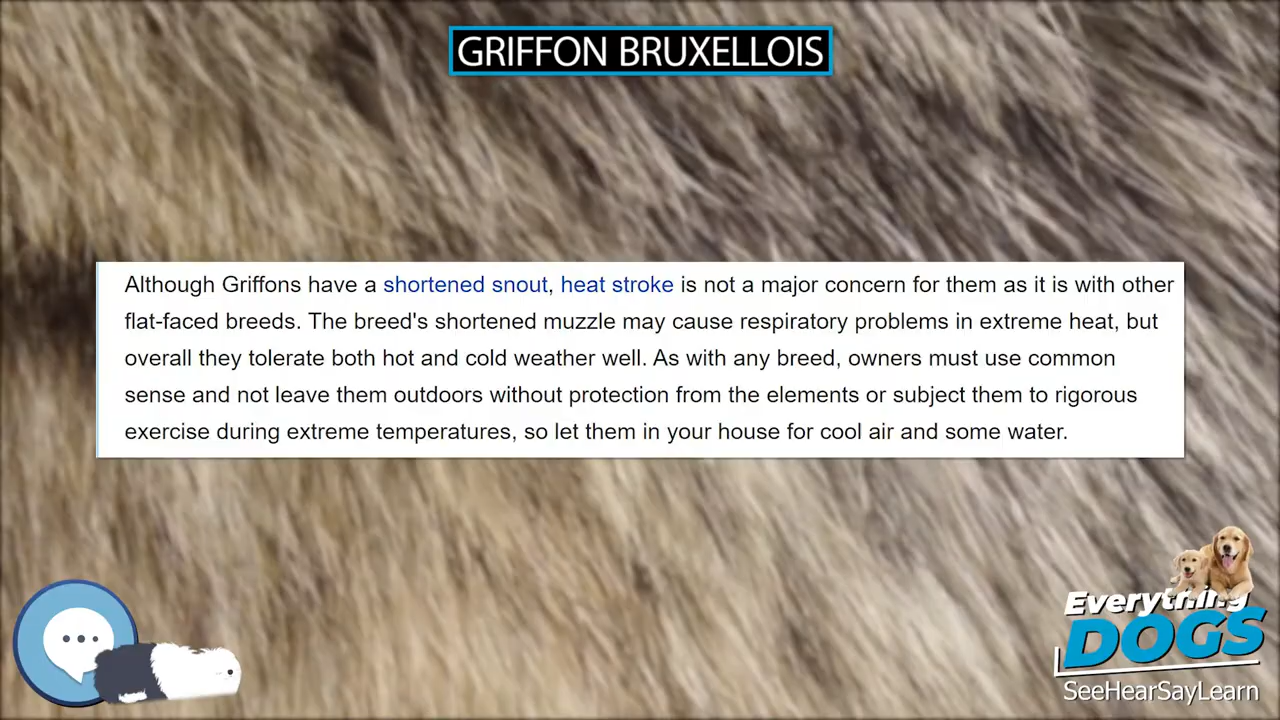 GRIFFON BRUXELLOIS
Although Griffons have a shortened snout, heat stroke is not a major concern for them as it is with other
flat-faced breeds. The breed's shortened muzzle may cause respiratory problems in extreme heat, but
overall they tolerate both hot and cold weather well. As with any breed, owners must use common
sense and not leave them outdoors without protection from the elements or subject them to rigorous
exercise during extreme temperatures, so let them in your house for cool air and some water.
Everything
DOGS
SeeHearSayLearn